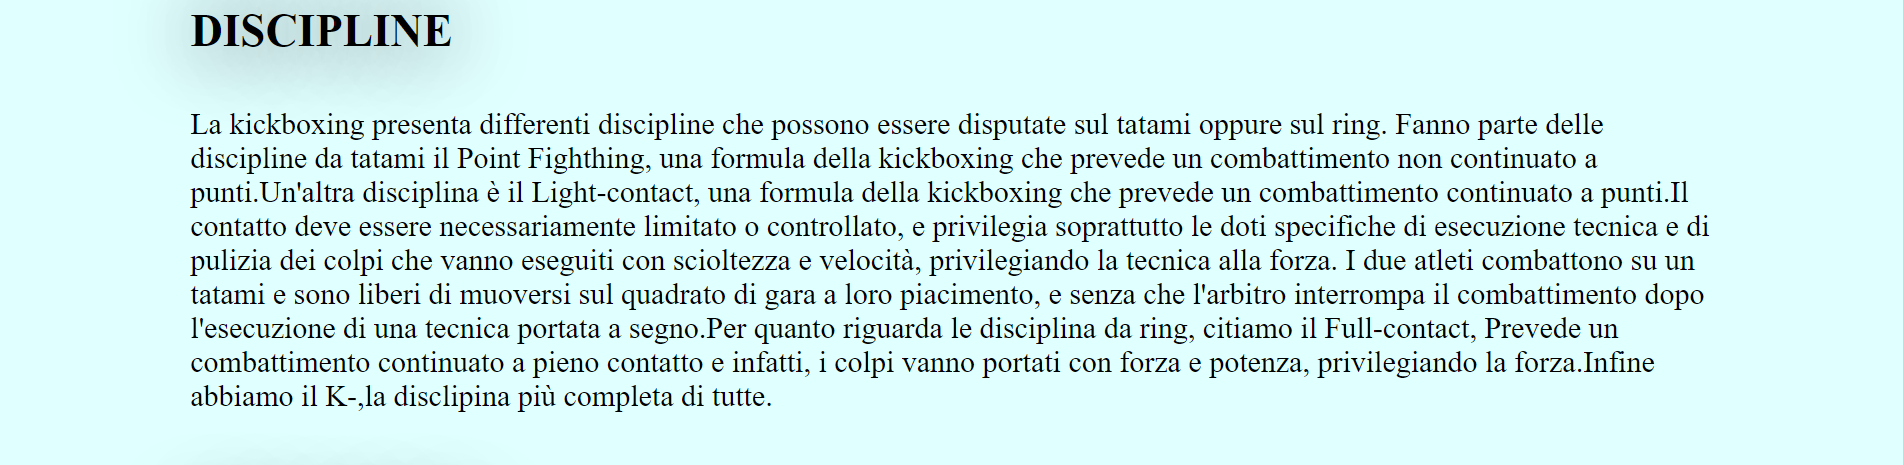 DISCIPLINE
La kickboxing presenta differenti discipline che possono essere disputate sul tatami oppure sul ring. Fanno parte delle
discipline da tatami il Point Fighthing, una formula della kickboxing che prevede un combattimento non continuato a
punti.Un'altra disciplina è il Light-contact, una formula della kickboxing che prevede un combattimento continuato a punti.Il
contatto deve essere necessariamente limitato o controllato, e privilegia soprattutto le doti specifiche di esecuzione tecnica e di
pulizia dei colpi che vanno eseguiti con scioltezza e velocità, privilegiando la tecnica alla forza. I due atleti combattono su un
tatami e sono liberi di muoversi sul quadrato di gara a loro piacimento, e senza che l'arbitro interrompa il combattimento dopo
l'esecuzione di una tecnica portata a segno.Per quanto riguarda le disciplina da ring, citiamo il Full-contact, Prevede un
combattimento continuato a pieno contatto e infatti, i colpi vanno portati con forza e potenza, privilegiando la forza.Infine
abbiamo il K-,la disclipina più completa di tutte.